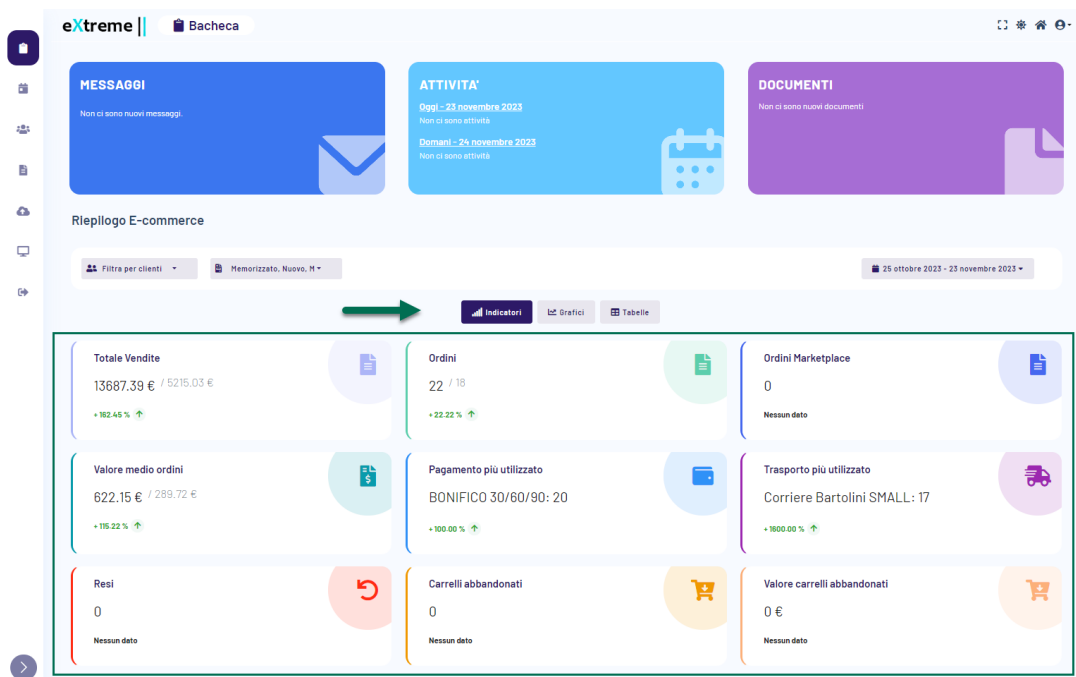 eXtreme || Bacheca
MESSAGGI
Non ci sono nuovi messaggi.
ATTIVITA'
Oggi - 23 novembre 2023
Non ci sono attività
Domani - 24 novembre 2023
Non ci sono attività
DOCUMENTI
Non ci sono nuovi documenti
Riepilogo E-commerce
Filtra per clienti
Memorizzato, Nuovo, M
25 ottobre 2023 - 23 novembre 2023
Indicatori
Grafici
Tabelle
Totale Vendite
13687.39 € / 5215.03 €
+ 162.45 %
Ordini
22 / 18
+ 22.22 %
Ordini Marketplace
0
Nessun dato
Valore medio ordini
622.15 € / 289.72 €
+ 115.22 %
Pagamento più utilizzato
BONIFICO 30/60/90: 20
+ 100.00 %
Trasporto più utilizzato
Corriere Bartolini SMALL: 17
+ 1600.00 %
Resi
0
Nessun dato
Carrelli abbandonati
0
Nessun dato
Valore carrelli abbandonati
0 €
Nessun dato